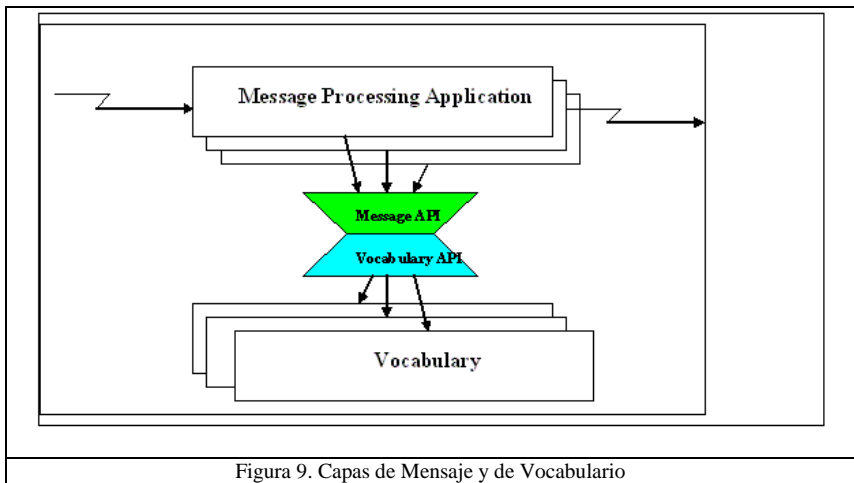 Message Processing Application
Message API
Vocabulary API
Vocabulary
Figura 9. Capas de Mensaje y de Vocabulario